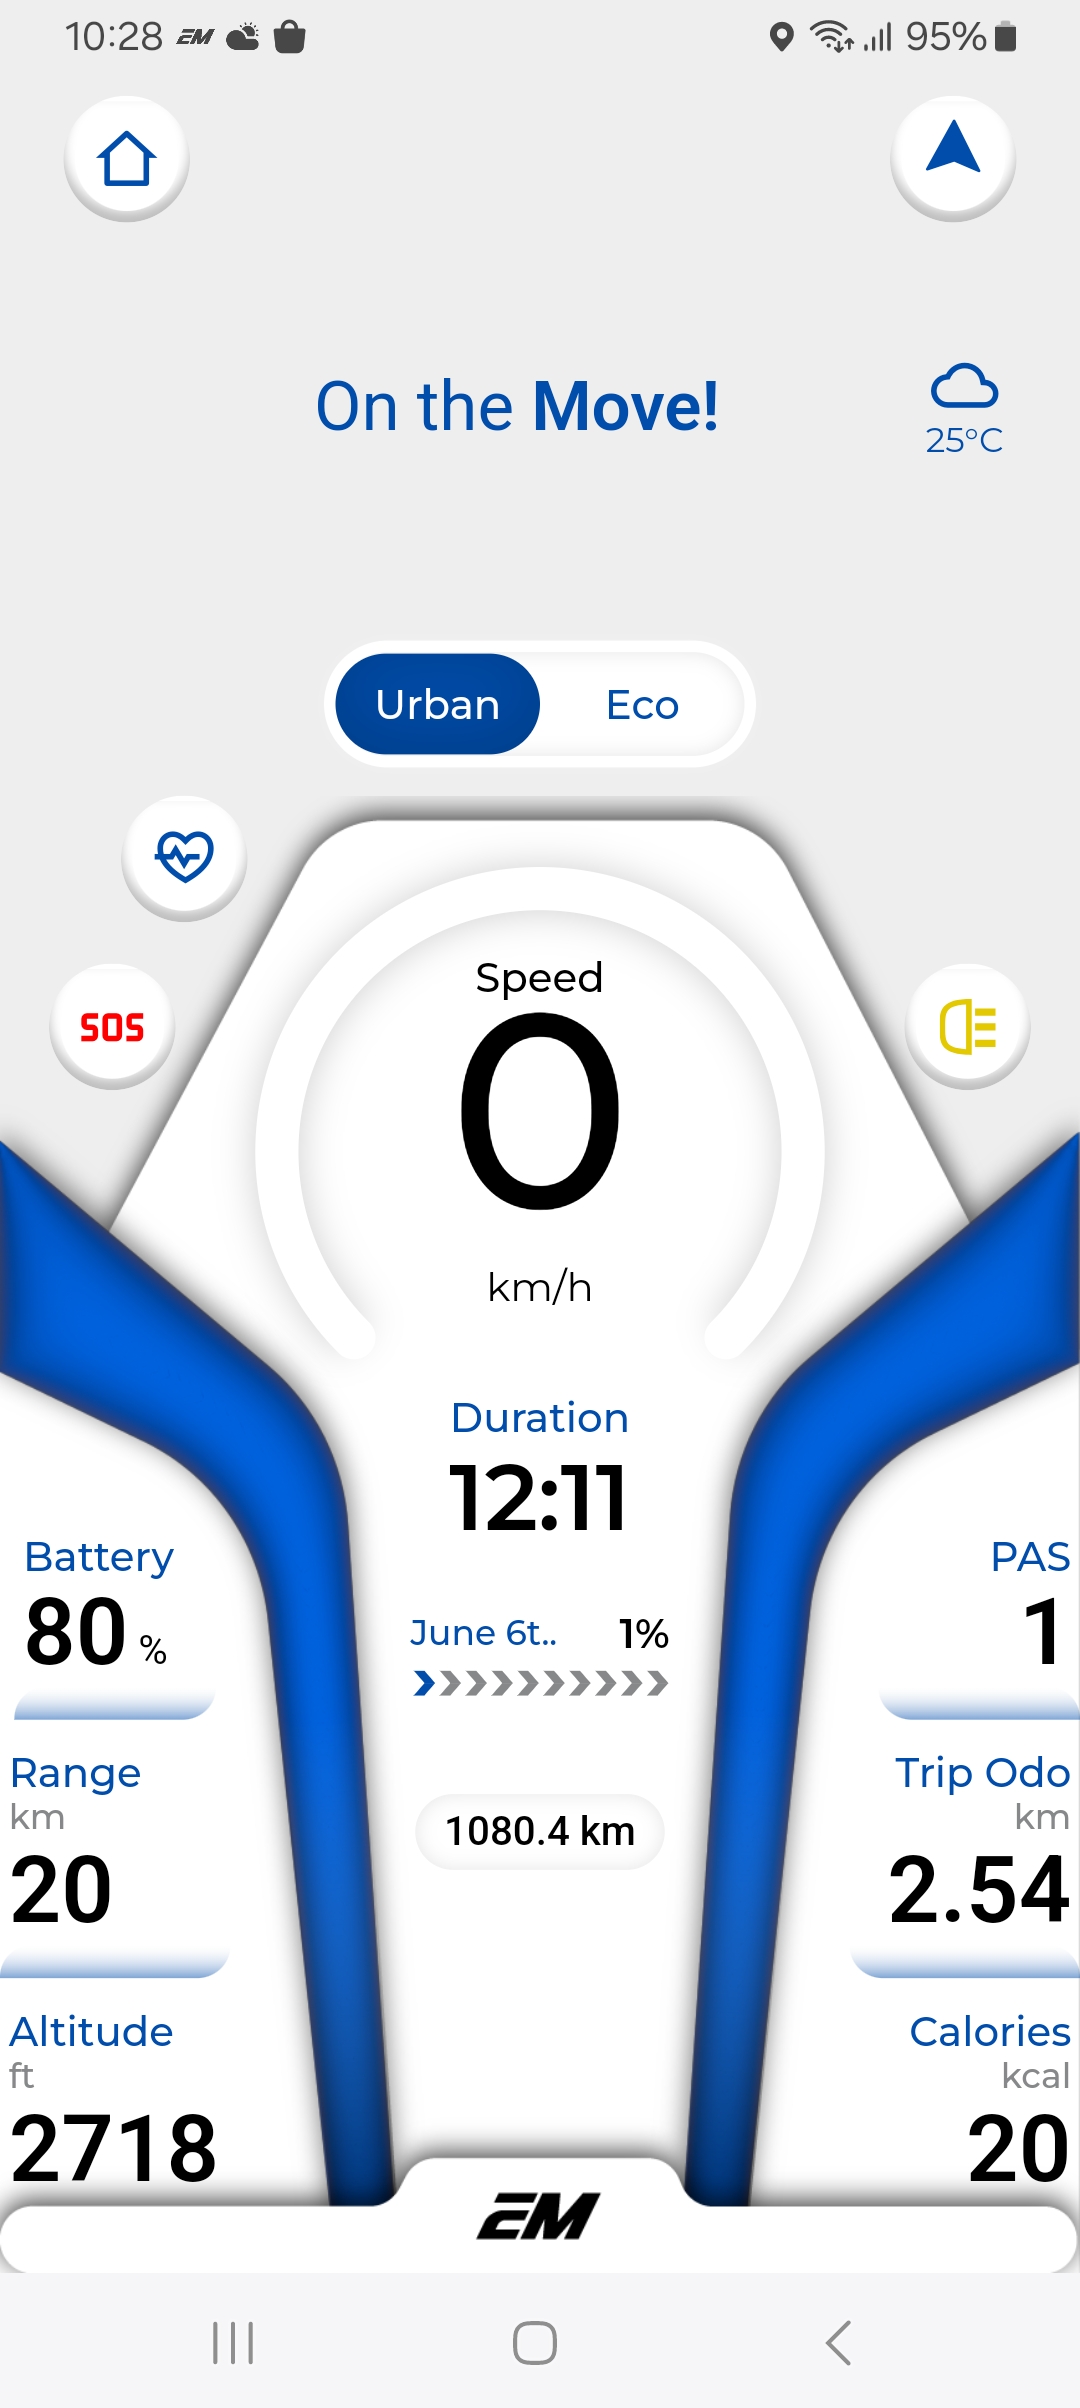 10:28 EM 95%
On the Move!
25°C
Urban Eco
SOS
Speed
0
km/h
Duration
12:11
Battery
80 %
PAS
1
June 6t.. 1%
Range
km
20
1080.4 km
Trip Odo
km
2.54
Altitude
ft
2718
Calories
kcal
20
EM